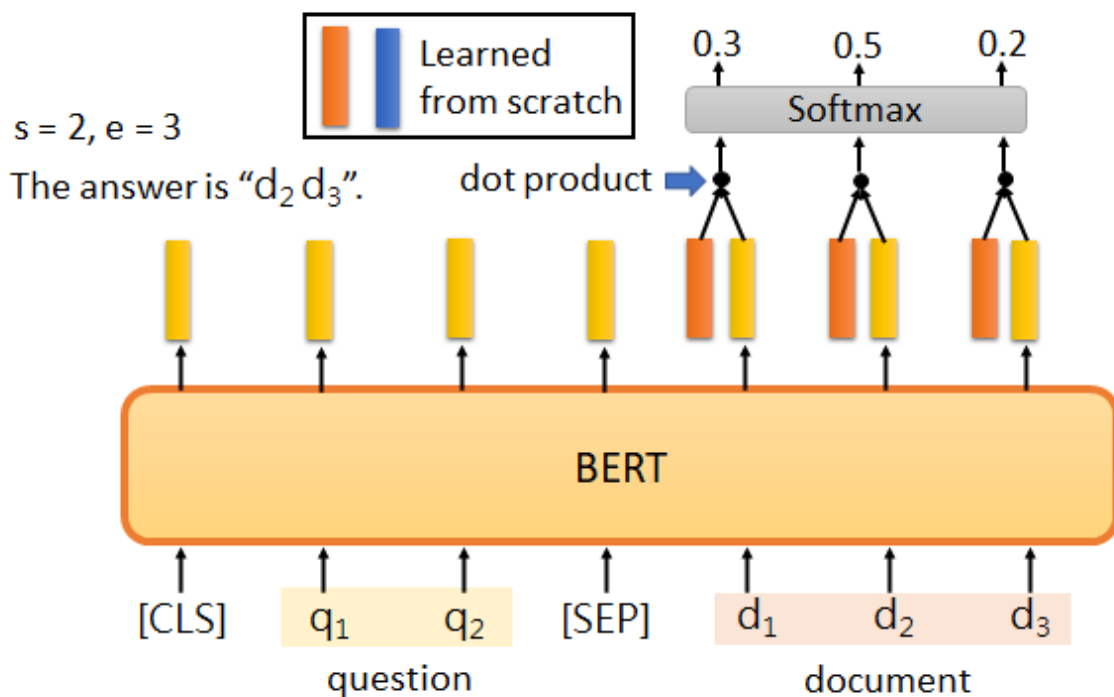 0.3 0.5 0.2
Learned
from scratch
Softmax
s = 2, e = 3
The answer is “d₂ d₃”.
dot product
BERT
[CLS] q₁ q₂ [SEP] d₁ d₂ d₃
question document